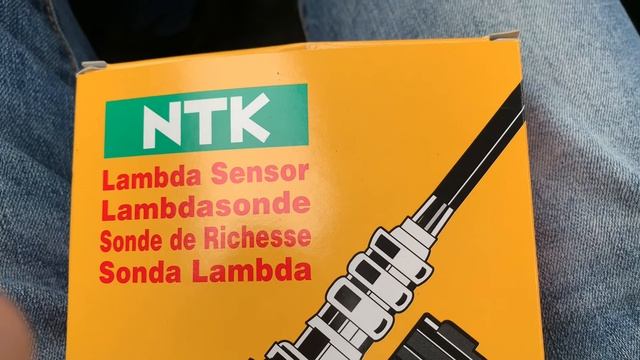 NTK
Lambda Sensor
Lambdasonde
Sonde de Richesse
Sonda Lambda